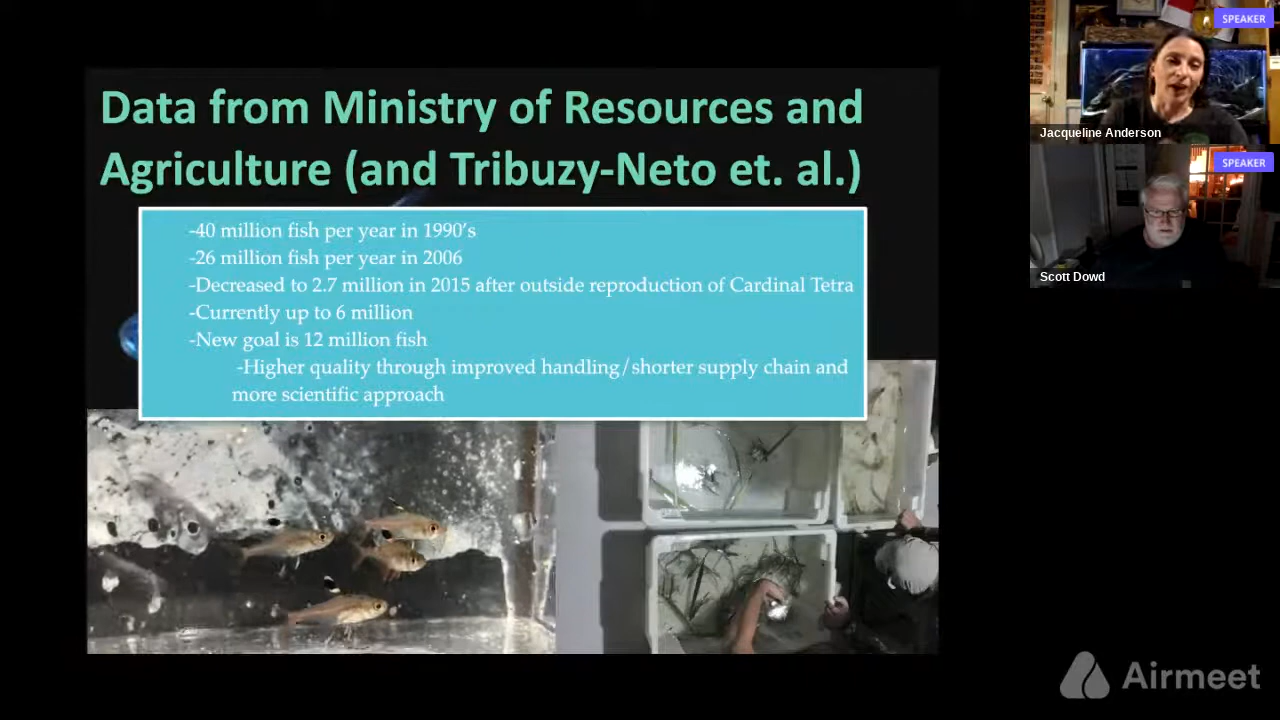 Data from Ministry of Resources and
Agriculture (and Tribuzy-Neto et. al.)
-40 million fish per year in 1990's
-26 million fish per year in 2006
-Decreased to 2.7 million in 2015 after outside reproduction of Cardinal Tetra
-Currently up to 6 million
-New goal is 12 million fish
-Higher quality through improved handling/shorter supply chain and
more scientific approach
SPEAKER
Jacqueline Anderson
SPEAKER
Scott Dowd
Airmeet